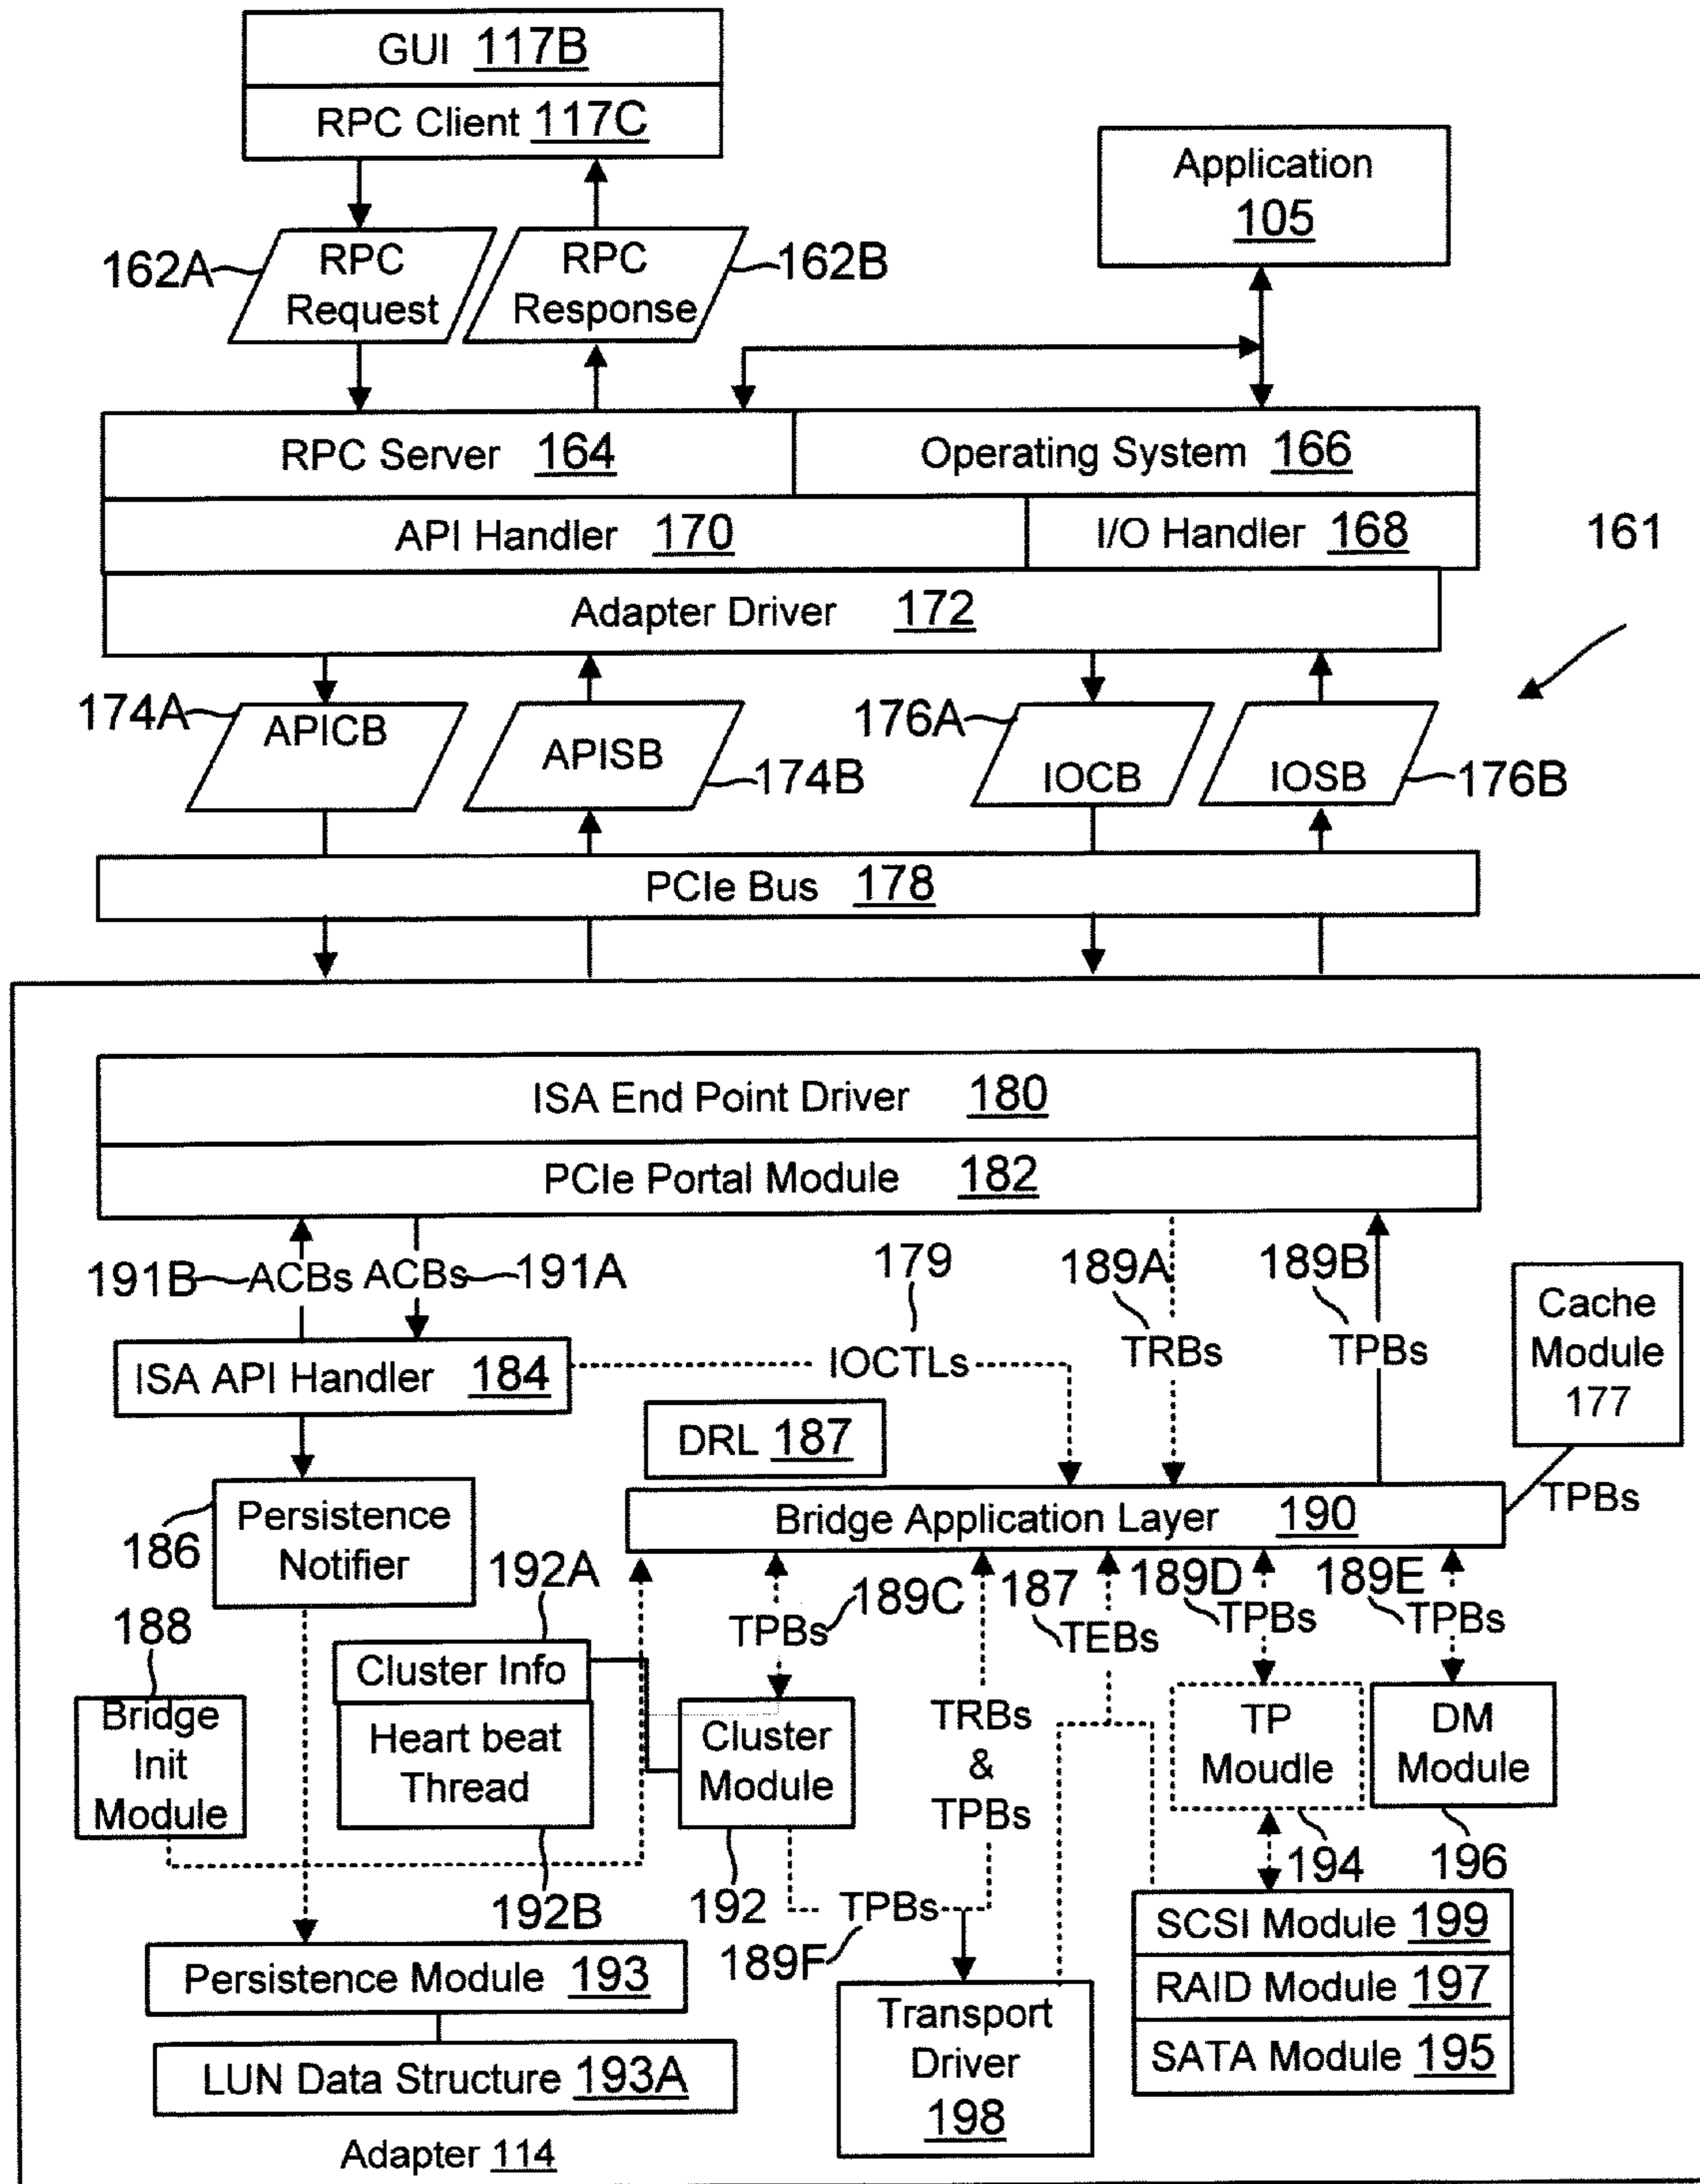 GUI 117B
RPC Client 117C
Application
105
162A
RPC
Request
RPC
Response
162B
RPC Server 164
Operating System 166
API Handler 170
I/O Handler 168
161
Adapter Driver 172
174A
APICB
APISB
174B
176A
IOCB
IOSB
176B
PCIe Bus 178
ISA End Point Driver 180
PCIe Portal Module 182
191B
ACBs
ACBs
191A
179
189A
189B
Cache
Module
177
ISA API Handler 184
IOCTLs
TRBs
TPBs
DRL 187
TPBs
Bridge Application Layer 190
186
Persistence
Notifier
192A
189C
187
189D
189E
188
TPBs
TEBs
TPBs
TPBs
Cluster Info
Heart beat
Thread
Bridge
Init
Module
Cluster
Module
TRBs
&
TPBs
TP
Moudle
DM
Module
192B
192
TPBs
189F
194
196
Persistence Module 193
LUN Data Structure 193A
Transport
Driver
198
SCSI Module 199
RAID Module 197
SATA Module 195
Adapter 114